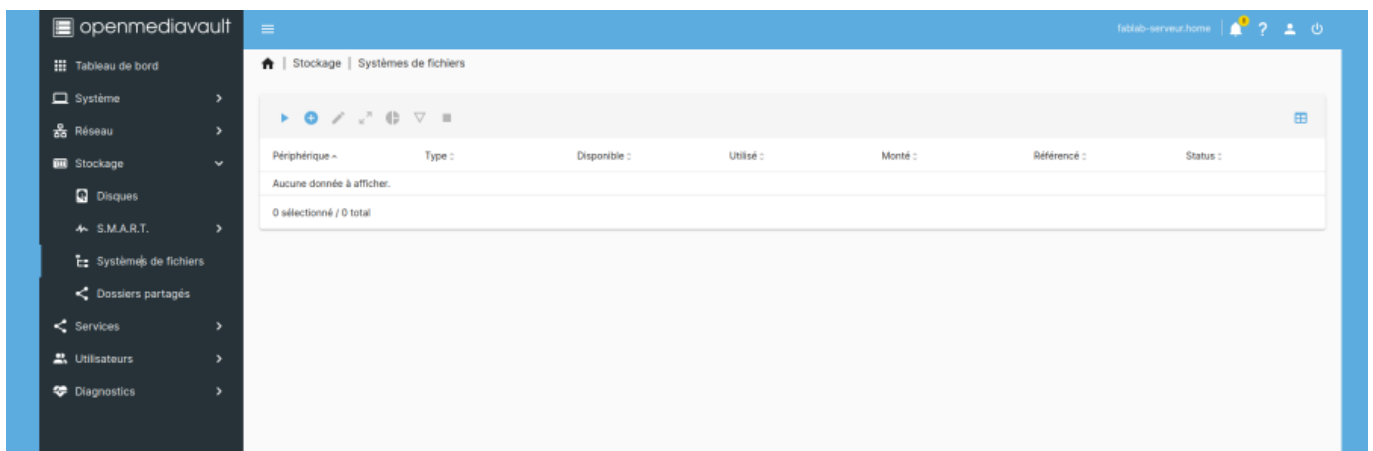 openmediavault
fablab-serveur.home
Tableau de bord
Système
Réseau
Stockage
Disques
S.M.A.R.T.
Systèmes de fichiers
Dossiers partagés
Services
Utilisateurs
Diagnostics
Stockage | Systèmes de fichiers
Périphérique Type Disponible Utilisé Monté Référencé Status
Aucune donnée à afficher.
0 sélectionné / 0 total